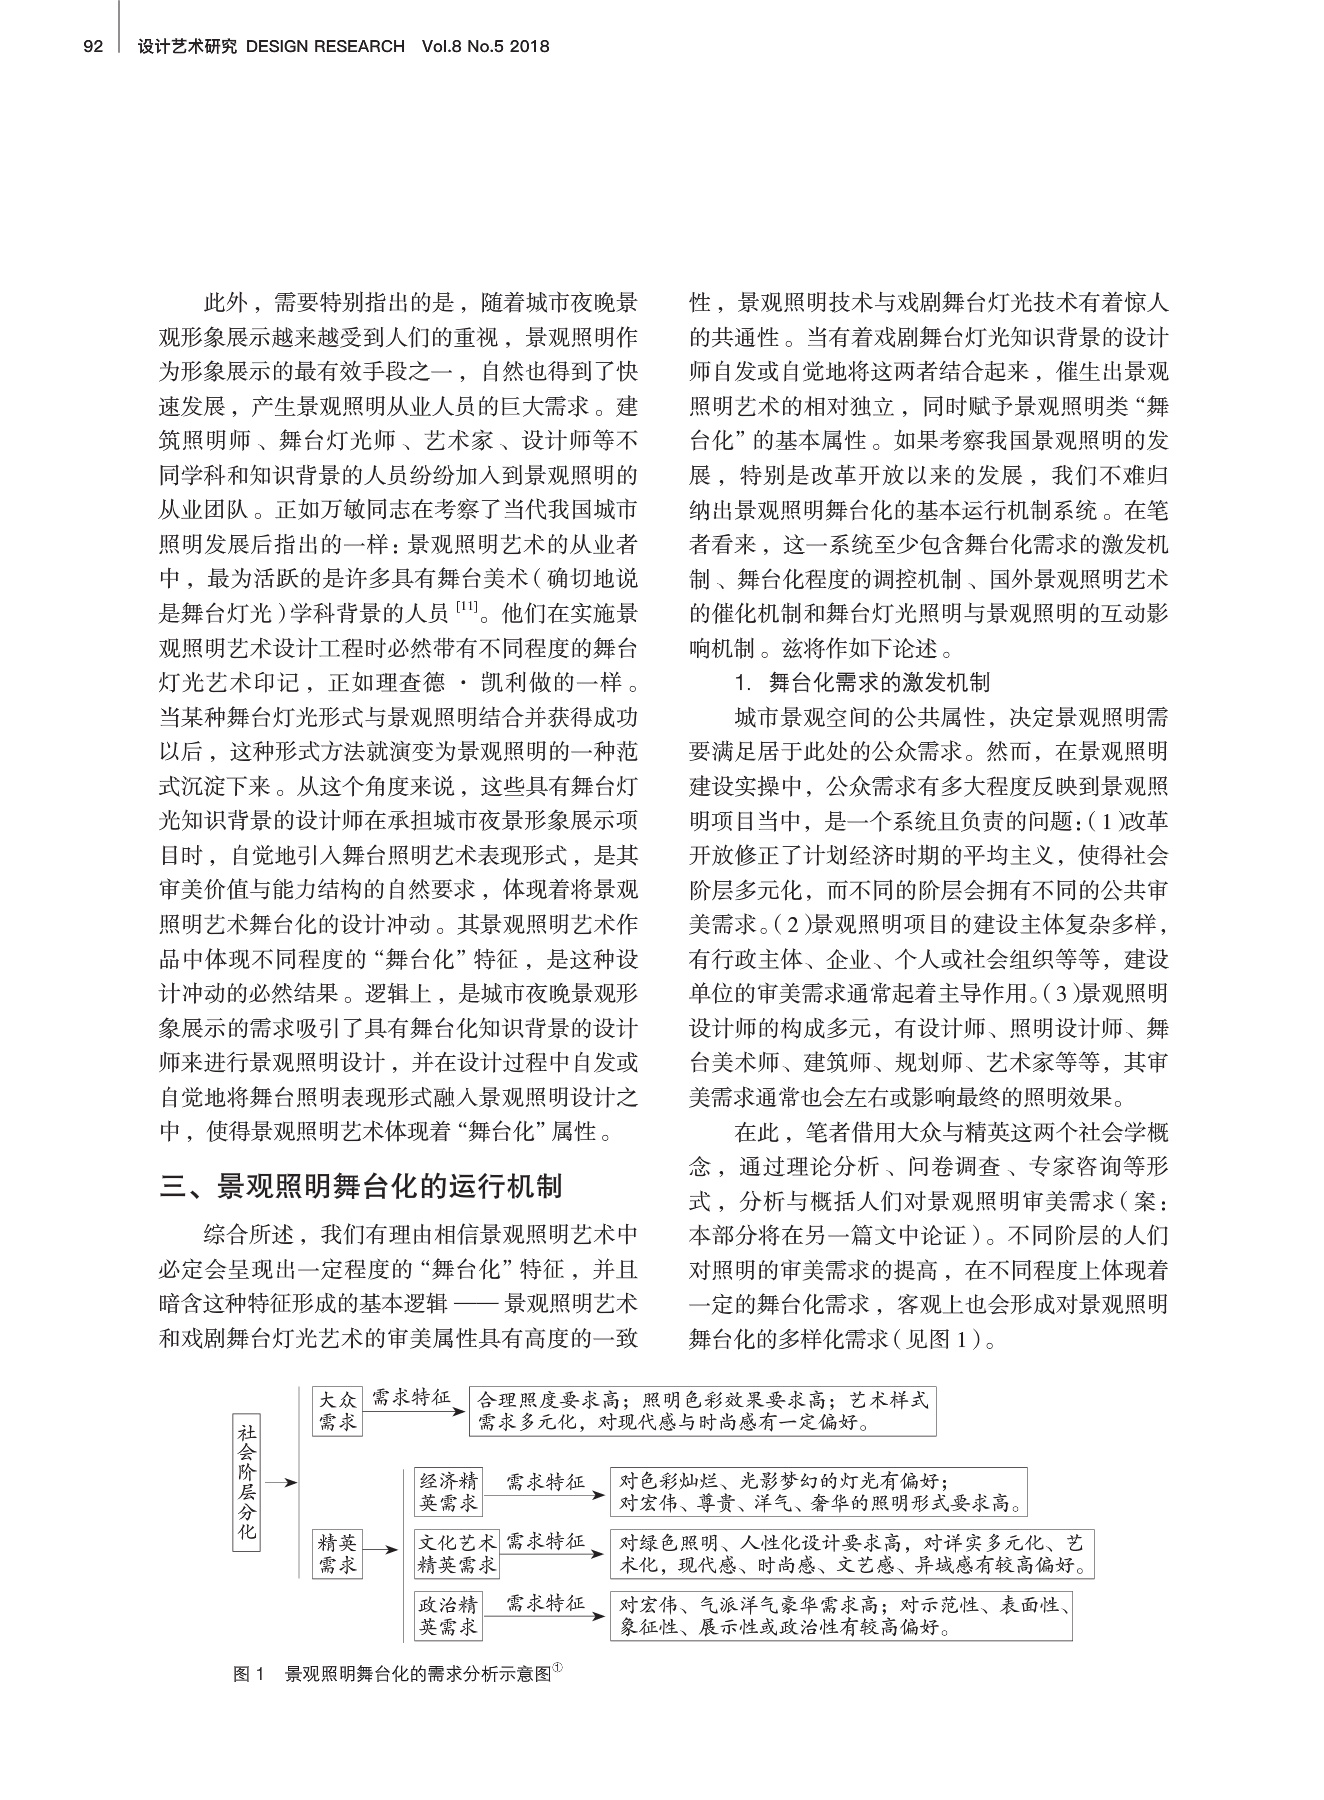 92 设计艺术研究 DESIGN RESEARCH Vol.8 No.5 2018
此外，需要特别指出的是，随着城市夜晚景
观形象展示越来越受到人们的重视，景观照明作
为形象展示的最有效手段之一，自然也得到了快
速发展，产生景观照明从业人员的巨大需求。建
筑照明师、舞台灯光师、艺术家、设计师等不
同学科和知识背景的人员纷纷加入到景观照明的
从业团队。正如万敏同志在考察了当代我国城市
照明发展后指出的一样：景观照明艺术的从业者
中，最为活跃的是许多具有舞台美术（确切地说
是舞台灯光）学科背景的人员[11]。他们在实施景
观照明艺术设计工程时必然带有不同程度的舞台
灯光艺术印记，正如理查德·凯利做的一样。
当某种舞台灯光形式与景观照明结合并获得成功
以后，这种形式方法就演变为景观照明的一种范
式沉淀下来。从这个角度来说，这些具有舞台灯
光知识背景的设计师在承担城市夜景形象展示项
目时，自觉地引入舞台照明艺术表现形式，是其
审美价值与能力结构的自然要求，体现着将景观
照明艺术舞台化的设计冲动。其景观照明艺术作
品中体现不同程度的“舞台化”特征，是这种设
计冲动的必然结果。逻辑上，是城市夜晚景观形
象展示的需求吸引了具有舞台化知识背景的设计
师来进行景观照明设计，并在设计过程中自发或
自觉地将舞台照明表现形式融入景观照明设计之
中，使得景观照明艺术体现着“舞台化”属性。
三、景观照明舞台化的运行机制
综合所述，我们有理由相信景观照明艺术中
必定会呈现出一定程度的“舞台化”特征，并且
暗含这种特征形成的基本逻辑——景观照明艺术
和戏剧舞台灯光艺术的审美属性具有高度的一致
性，景观照明技术与戏剧舞台灯光技术有着惊人
的共通性。当有着戏剧舞台灯光知识背景的设计
师自发或自觉地将这两者结合起来，催生出景观
照明艺术的相对独立，同时赋予景观照明类“舞
台化”的基本属性。如果考察我国景观照明的发
展，特别是改革开放以来的发展，我们不难归
纳出景观照明舞台化的基本运行机制系统。在笔
者看来，这一系统至少包含舞台化需求的激发机
制、舞台化程度的调控机制、国外景观照明艺术
的催化机制和舞台灯光照明与景观照明的互动影
响机制。兹将作如下论述。
1. 舞台化需求的激发机制
城市景观空间的公共属性，决定景观照明需
要满足居于此处的公众需求。然而，在景观照明
建设实操中，公众需求有多大程度反映到景观照
明项目当中，是一个系统且负责的问题：（1）改革
开放修正了计划经济时期的平均主义，使得社会
阶层多元化，而不同的阶层会拥有不同的公共审
美需求。（2）景观照明项目的建设主体复杂多样，
有行政主体、企业、个人或社会组织等等，建设
单位的审美需求通常起着主导作用。（3）景观照明
设计师的构成多元，有设计师、照明设计师、舞
台美术师、建筑师、规划师、艺术家等等，其审
美需求通常也会左右或影响最终的照明效果。
在此，笔者借用大众与精英这两个社会学概
念，通过理论分析、问卷调查、专家咨询等形
式，分析与概括人们对景观照明审美需求（案：
本部分将在另一篇文中论证）。不同阶层的人们
对照明的审美需求的提高，在不同程度上体现着
一定的舞台化需求，客观上也会形成对景观照明
舞台化的多样化需求（见图1）。
社会阶层分化
大众
需求
需求特征
合理照度要求高；照明色彩效果要求高；艺术样式
需求多元化，对现代感与时尚感有一定偏好。
精英
需求
经济精
英需求
需求特征
对色彩灿烂、光影梦幻的灯光有偏好；
对宏伟、尊贵、洋气、奢华的照明形式要求高。
文化艺术
精英需求
需求特征
对绿色照明、人性化设计要求高，对详实多元化、艺
术化，现代感、时尚感、文艺感、异域感有较高偏好。
政治精
英需求
需求特征
对宏伟、气派洋气豪华需求高；对示范性、表面性、
象征性、展示性或政治性有较高偏好。
图1 景观照明舞台化的需求分析示意图①